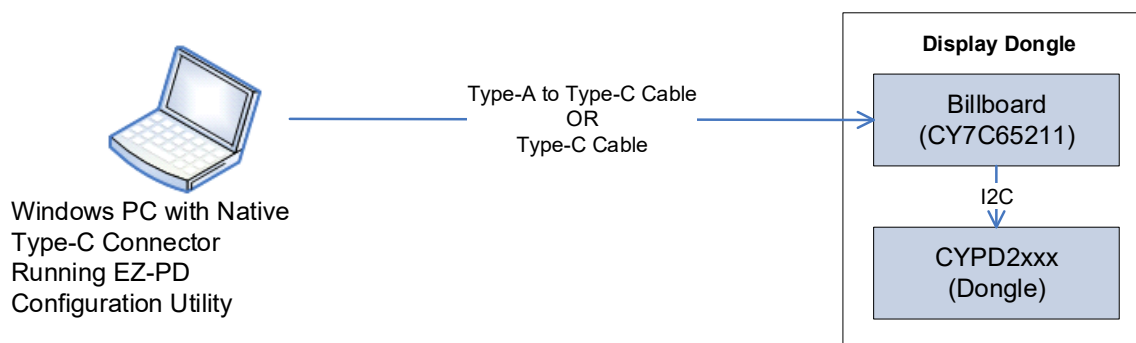 Display Dongle
Type-A to Type-C Cable
OR
Type-C Cable
Billboard
(CY7C65211)
I2C
CYPD2xxx
(Dongle)
Windows PC with Native
Type-C Connector
Running EZ-PD
Configuration Utility